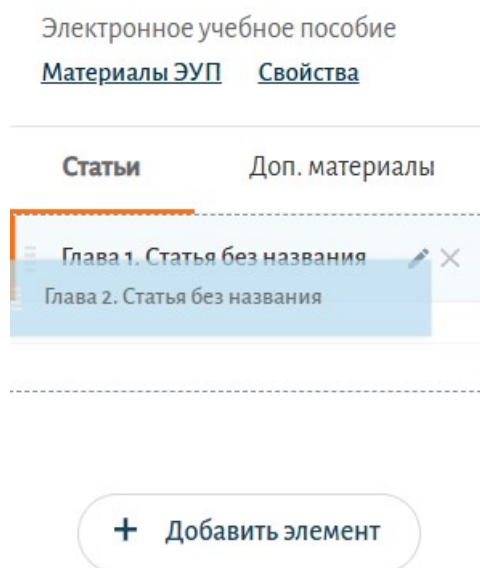 Электронное учебное пособие
Материалы ЭУП Свойства
Статьи Доп. материалы
Глава 1. Статья без названия
Глава 2. Статья без названия
+ Добавить элемент